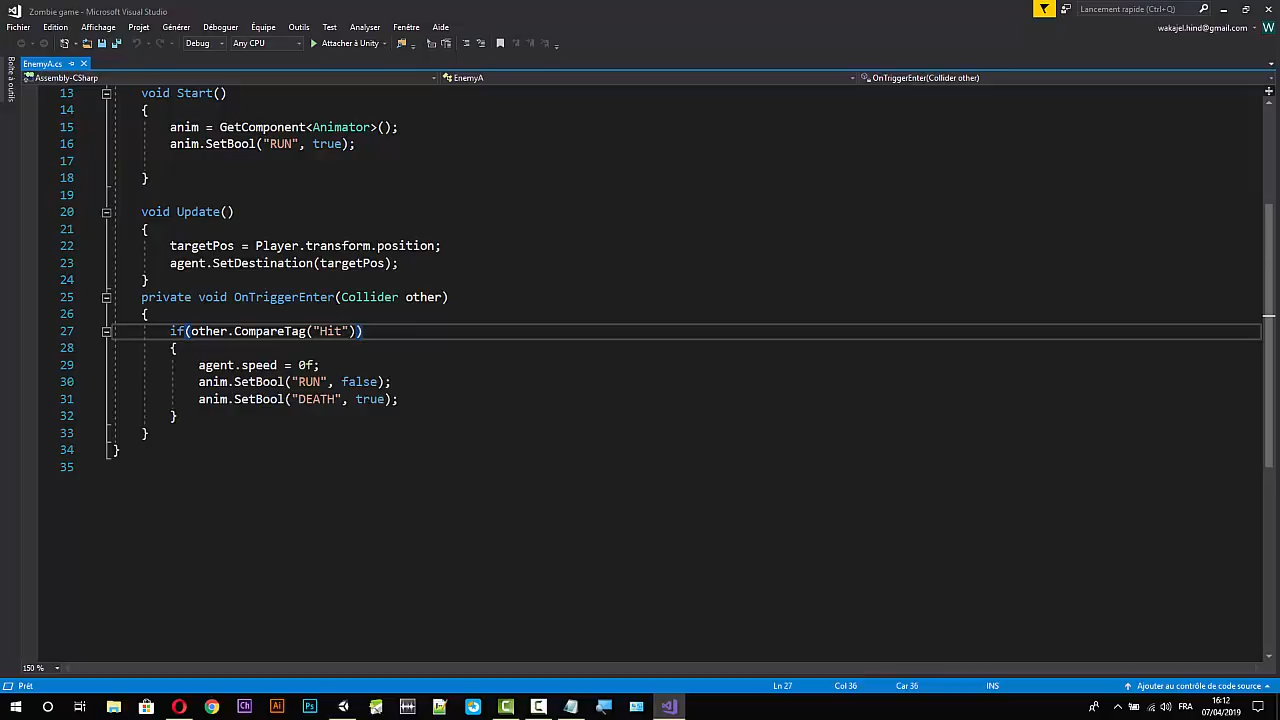 Zombie game - Microsoft Visual Studio
Lancement rapide (Ctrl+Q)
Fichier Edition Affichage Projet Générer Déboguer Équipe Outils Test Analyser Fenêtre Aide
wakajel.hind@gmail.com W
Debug Any CPU Attacher à Unity
Boîte à outils
EnemyA.cs
Assembly-CSharp EnemyA OnTriggerEnter(Collider other)
13 void Start()
14 {
15 anim = GetComponent<Animator>();
16 anim.SetBool("RUN", true);
17
18 }
19
20 void Update()
21 {
22 targetPos = Player.transform.position;
23 agent.SetDestination(targetPos);
24 }
25 private void OnTriggerEnter(Collider other)
26 {
27 if(other.CompareTag("Hit"))
28 {
29 agent.speed = 0f;
30 anim.SetBool("RUN", false);
31 anim.SetBool("DEATH", true);
32 }
33 }
34 }
35
150 %
Prêt Ln 27 Col 36 Car 36 INS Ajouter au contrôle de code source
Ch Ai Ps FRA 16:12
07/04/2019